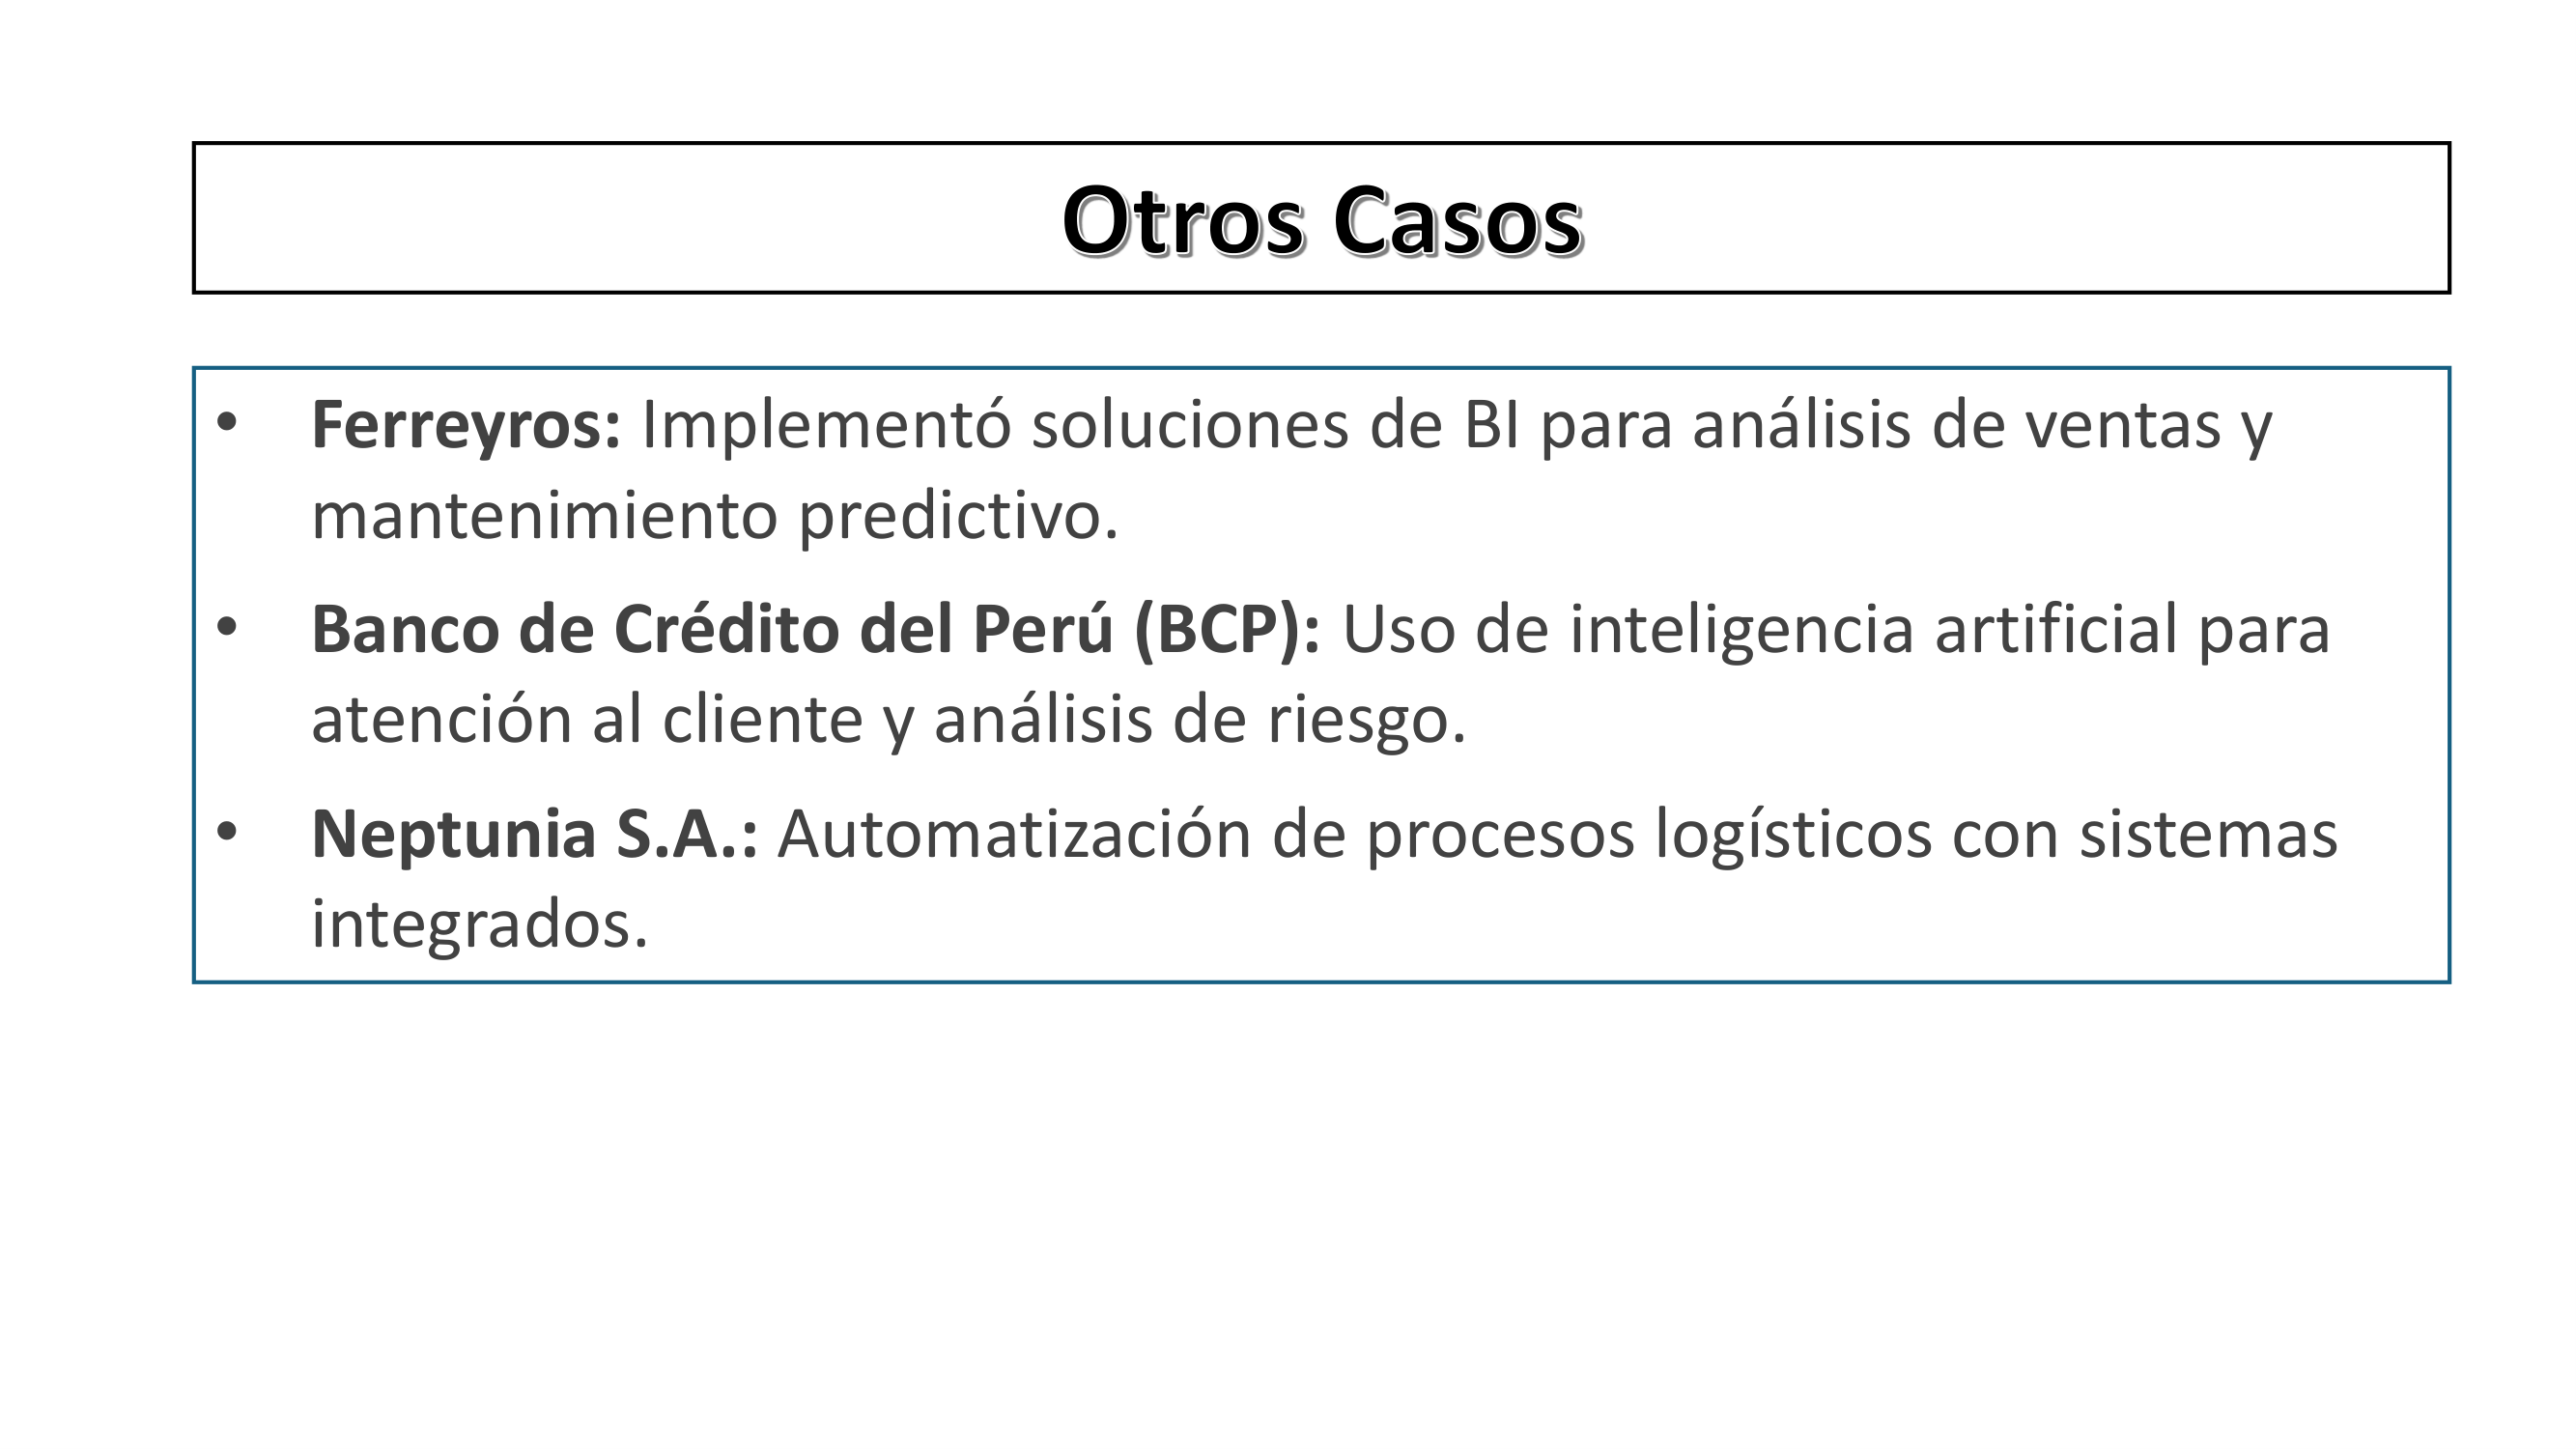 Otros Casos
• Ferreyros: Implementó soluciones de BI para análisis de ventas y
mantenimiento predictivo.
• Banco de Crédito del Perú (BCP): Uso de inteligencia artificial para
atención al cliente y análisis de riesgo.
• Neptunia S.A.: Automatización de procesos logísticos con sistemas
integrados.